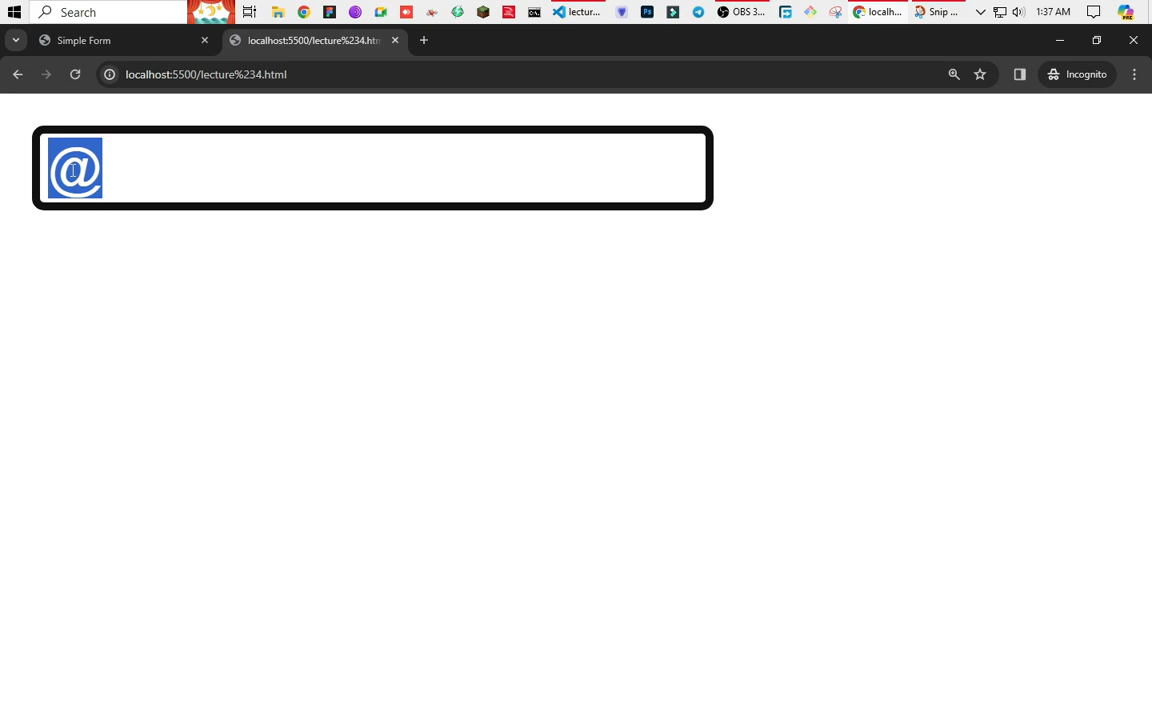 Search
lectur...
OBS 3...
localh...
Snip ...
1:37 AM
Simple Form
localhost:5500/lecture%234.htm
localhost:5500/lecture%234.html
Incognito
@